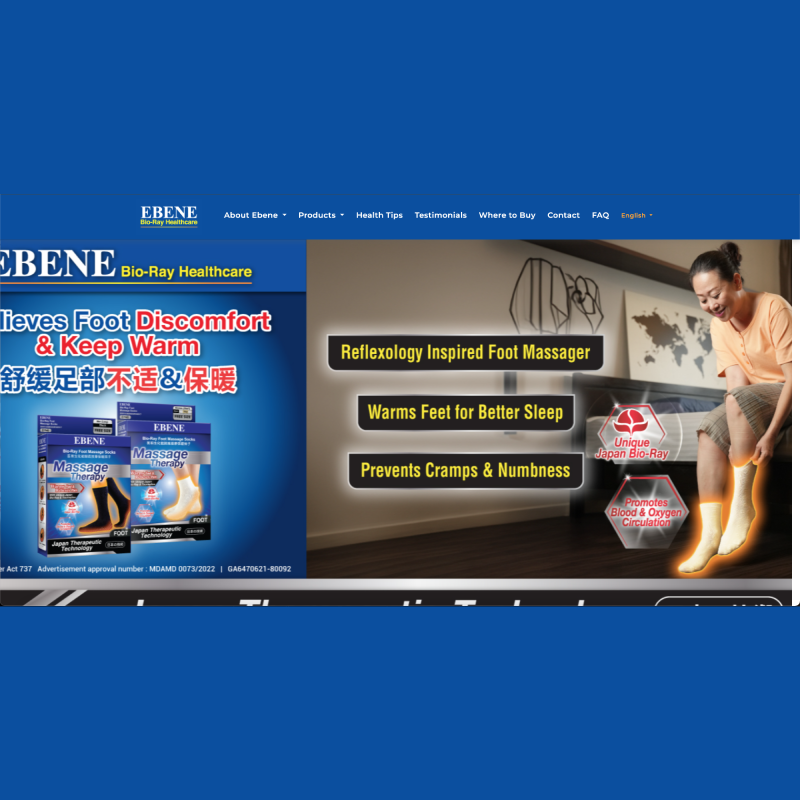 EBENE
Bio-Ray Healthcare
About Ebene Products Health Tips Testimonials Where to Buy Contact FAQ English
EBENE Bio-Ray Healthcare
lieves Foot Discomfort
& Keep Warm
舒缓足部不适&保暖
EBENE
EBENE
Bio-Ray Foot Massage Socks
Massage
Therapy
Japan Therapeutic
Technology
FOOT
EBENE
Bio-Ray Foot Massage Socks
Massage
Therapy
Japan Therapeutic
Technology
FOOT
er Act 737 Advertisement approval number : MDAMD 0073/2022 | GA6470621-80092
Reflexology Inspired Foot Massager
Warms Feet for Better Sleep
Prevents Cramps & Numbness
Unique
Japan Bio-Ray
Promotes
Blood & Oxygen
Circulation